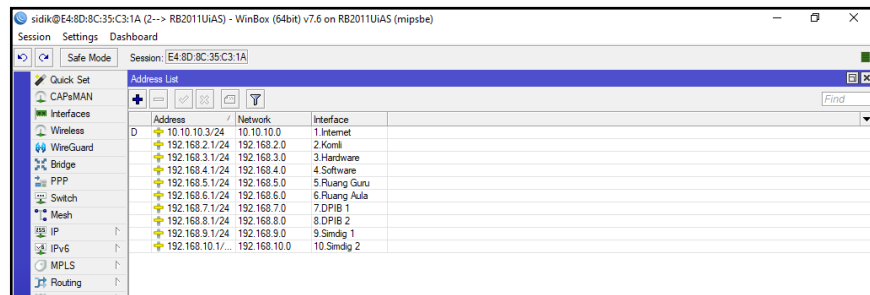 sidik@E4:8D:8C:35:C3:1A (2--> RB2011UiAS) - WinBox (64bit) v7.6 on RB2011UiAS (mipsbe)
Session Settings Dashboard
Safe Mode Session: E4:8D:8C:35:C3:1A
Quick Set
CAPsMAN
Interfaces
Wireless
WireGuard
Bridge
PPP
Switch
Mesh
IP
IPv6
MPLS
Routing
Address List
Find
Address Network Interface
D 10.10.10.3/24 10.10.10.0 1.Internet
192.168.2.1/24 192.168.2.0 2.Komli
192.168.3.1/24 192.168.3.0 3.Hardware
192.168.4.1/24 192.168.4.0 4.Software
192.168.5.1/24 192.168.5.0 5.Ruang Guru
192.168.6.1/24 192.168.6.0 6.Ruang Aula
192.168.7.1/24 192.168.7.0 7.DPIB 1
192.168.8.1/24 192.168.8.0 8.DPIB 2
192.168.9.1/24 192.168.9.0 9.Simdig 1
192.168.10.1/... 192.168.10.0 10.Simdig 2